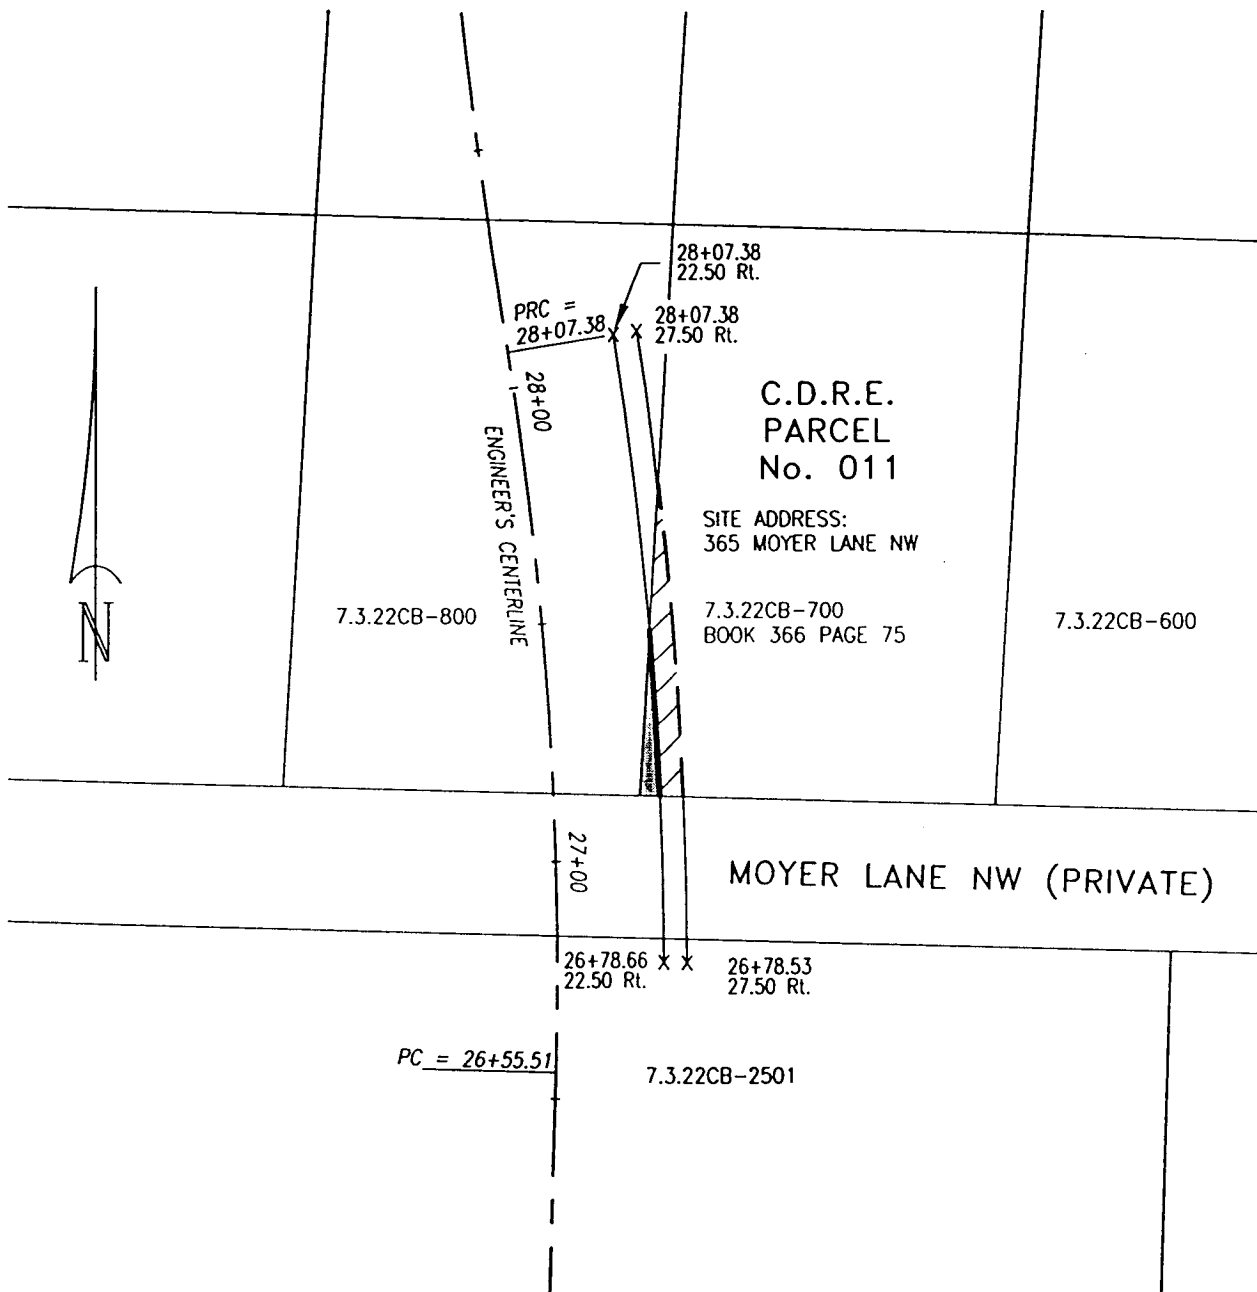 28+07.38
22.50 Rt.
PRC =
28+07.38
28+07.38
27.50 Rt.
28+00
ENGINEER'S CENTERLINE
C.D.R.E.
PARCEL
No. 011
SITE ADDRESS:
365 MOYER LANE NW
N
7.3.22CB-800
7.3.22CB-700
BOOK 366 PAGE 75
7.3.22CB-600
27+00
MOYER LANE NW (PRIVATE)
26+78.66
22.50 Rt.
26+78.53
27.50 Rt.
PC = 26+55.51
7.3.22CB-2501